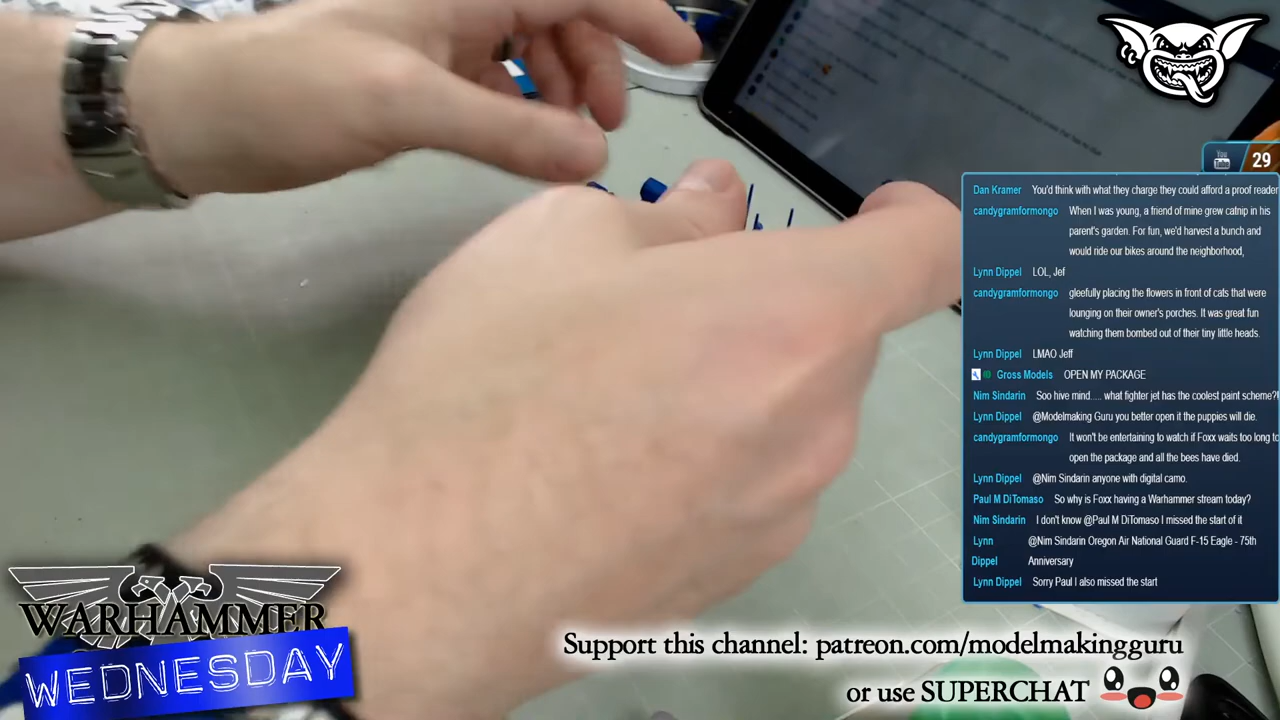 You
Tube
29
Dan Kramer You'd think with what they charge they could afford a proof reader
candygramformongo When I was young, a friend of mine grew catnip in his
parent's garden. For fun, we'd harvest a bunch and
would ride our bikes around the neighborhood,
Lynn Dippel LOL, Jef
candygramformongo gleefully placing the flowers in front of cats that were
lounging on their owner's porches. It was great fun
watching them bombed out of their tiny little heads.
Lynn Dippel LMAO Jeff
Gross Models OPEN MY PACKAGE
Nim Sindarin Soo hive mind..... what fighter jet has the coolest paint scheme?!
Lynn Dippel @Modelmaking Guru you better open it the puppies will die.
candygramformongo It won't be entertaining to watch if Foxx waits too long to
open the package and all the bees have died.
Lynn Dippel @Nim Sindarin anyone with digital camo.
Paul M DiTomaso So why is Foxx having a Warhammer stream today?
Nim Sindarin I don't know @Paul M DiTomaso I missed the start of it
Lynn @Nim Sindarin Oregon Air National Guard F-15 Eagle - 75th
Dippel Anniversary
Lynn Dippel Sorry Paul I also missed the start
WARHAMMER
WEDNESDAY
Support this channel: patreon.com/modelmakingguru
or use SUPERCHAT